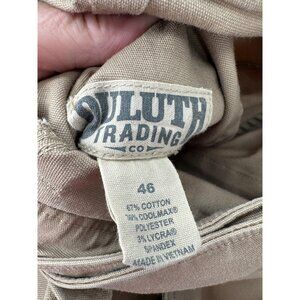 DULUTH
TRADING
CO
46
67% COTTON
30% COOLMAX®
POLYESTER
3% LYCRA®
SPANDEX
MADE IN VIETNAM